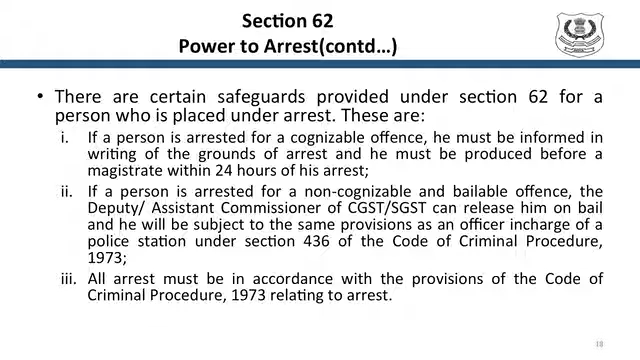 Section 62
Power to Arrest(contd...)
• There are certain safeguards provided under section 62 for a
person who is placed under arrest. These are:
i. If a person is arrested for a cognizable offence, he must be informed in
writing of the grounds of arrest and he must be produced before a
magistrate within 24 hours of his arrest;
ii. If a person is arrested for a non-cognizable and bailable offence, the
Deputy/ Assistant Commissioner of CGST/SGST can release him on bail
and he will be subject to the same provisions as an officer incharge of a
police station under section 436 of the Code of Criminal Procedure,
1973;
iii. All arrest must be in accordance with the provisions of the Code of
Criminal Procedure, 1973 relating to arrest.
18